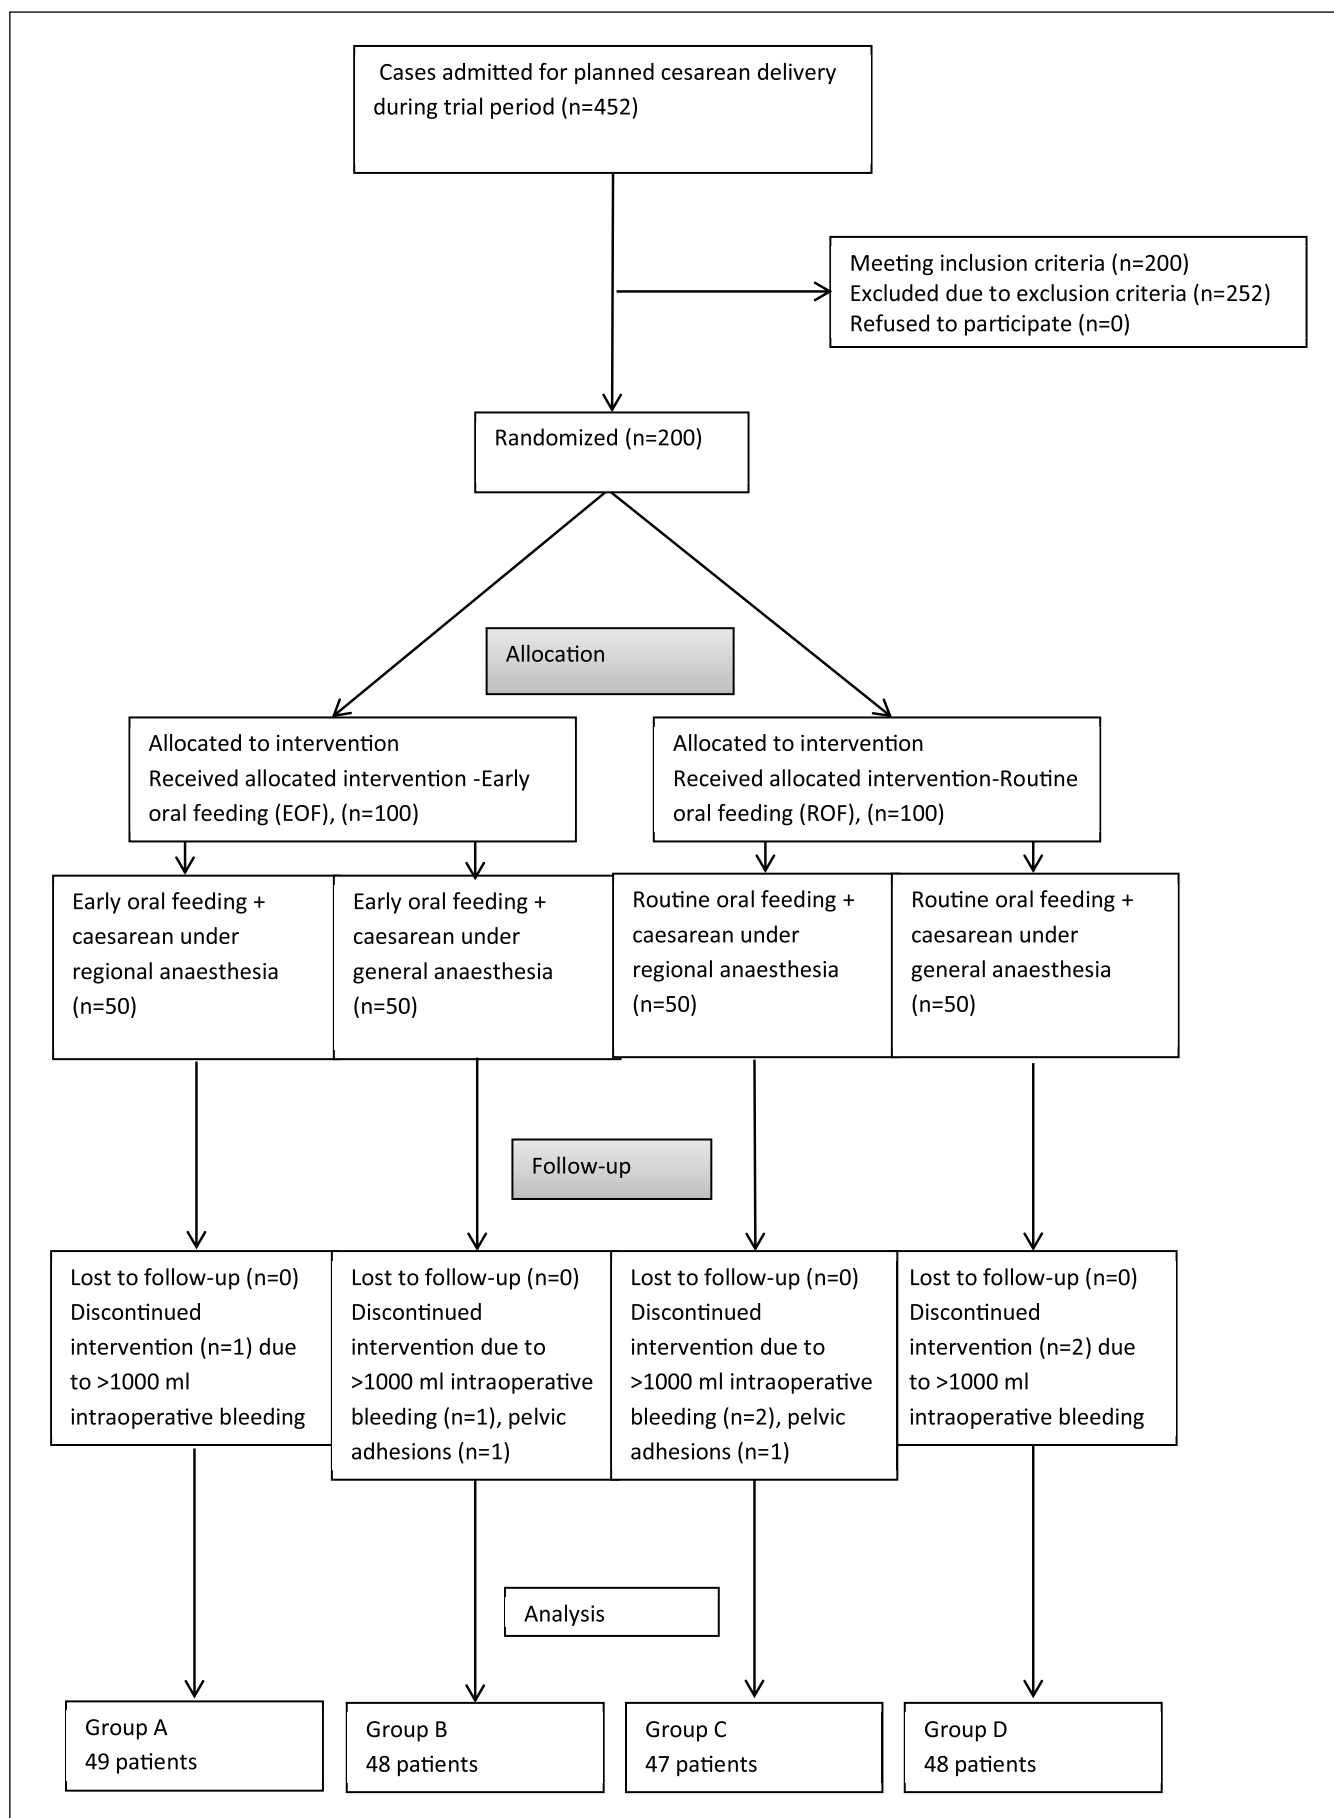 Cases admitted for planned cesarean delivery
during trial period (n=452)
Meeting inclusion criteria (n=200)
Excluded due to exclusion criteria (n=252)
Refused to participate (n=0)
Randomized (n=200)
Allocation
Allocated to intervention
Received allocated intervention -Early
oral feeding (EOF), (n=100)
Allocated to intervention
Received allocated intervention-Routine
oral feeding (ROF), (n=100)
Early oral feeding +
caesarean under
regional anaesthesia
(n=50)
Early oral feeding +
caesarean under
general anaesthesia
(n=50)
Routine oral feeding +
caesarean under
regional anaesthesia
(n=50)
Routine oral feeding +
caesarean under
general anaesthesia
(n=50)
Follow-up
Lost to follow-up (n=0)
Discontinued
intervention (n=1) due
to >1000 ml
intraoperative bleeding
Lost to follow-up (n=0)
Discontinued
intervention due to
>1000 ml intraoperative
bleeding (n=1), pelvic
adhesions (n=1)
Lost to follow-up (n=0)
Discontinued
intervention due to
>1000 ml intraoperative
bleeding (n=2), pelvic
adhesions (n=1)
Lost to follow-up (n=0)
Discontinued
intervention (n=2) due
to >1000 ml
intraoperative bleeding
Analysis
Group A
49 patients
Group B
48 patients
Group C
47 patients
Group D
48 patients